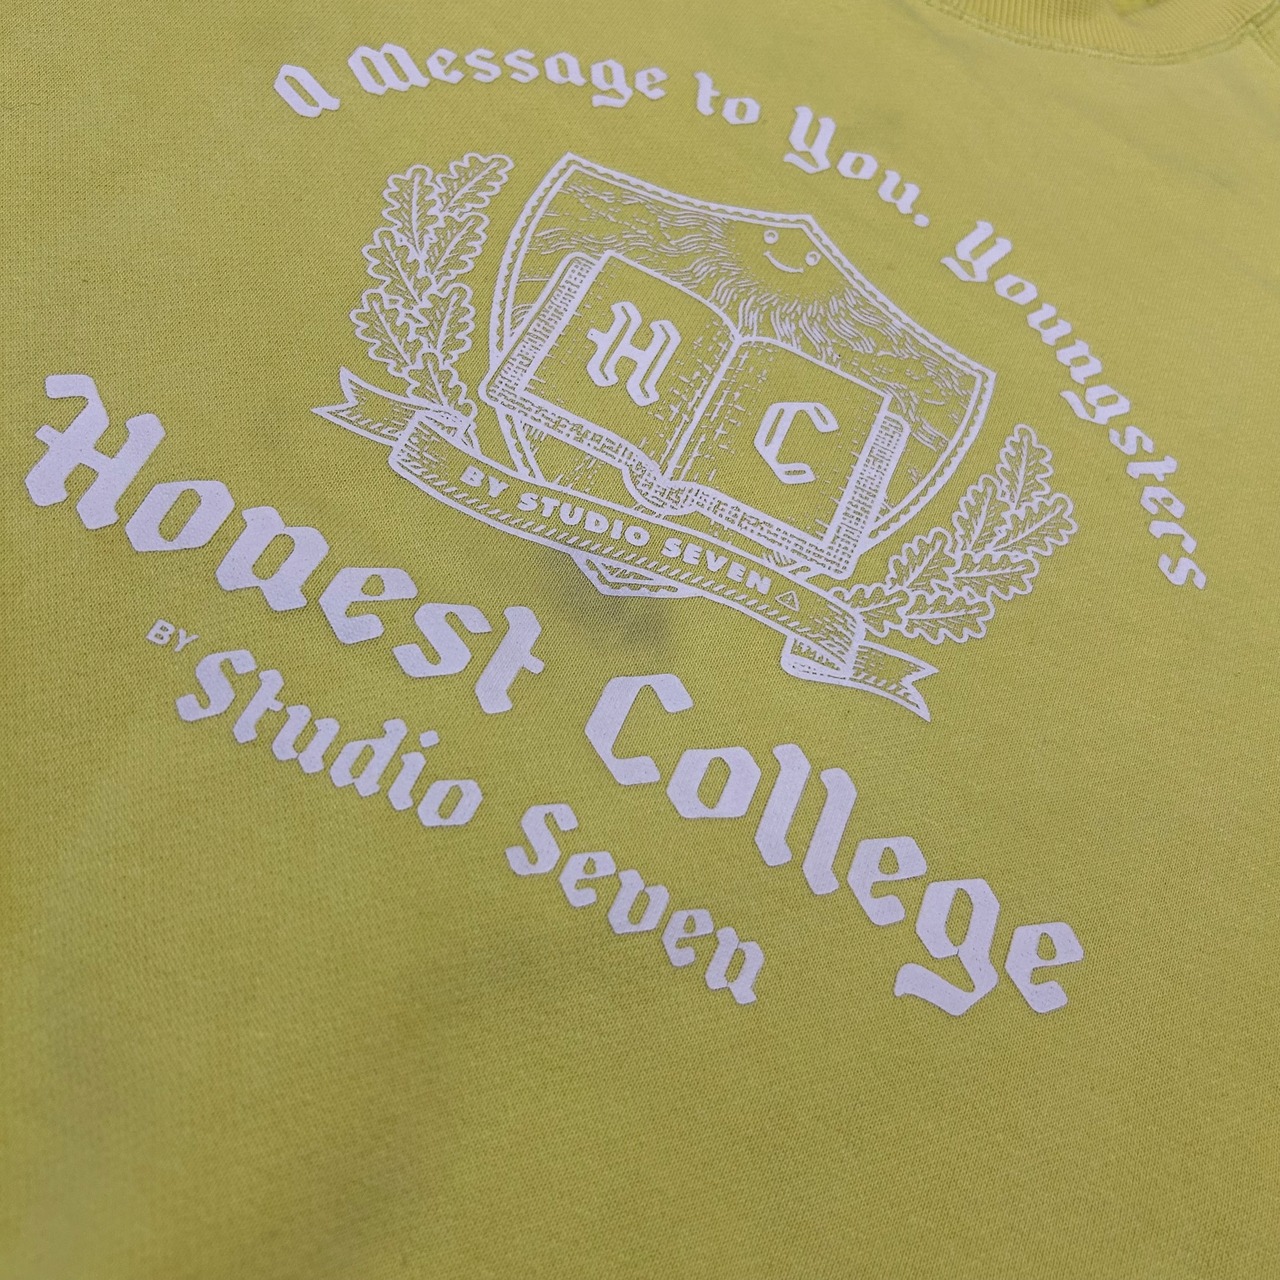 a Message to You, Youngsters
H C
BY STUDIO SEVEN
Honest College
BY Studio Seven